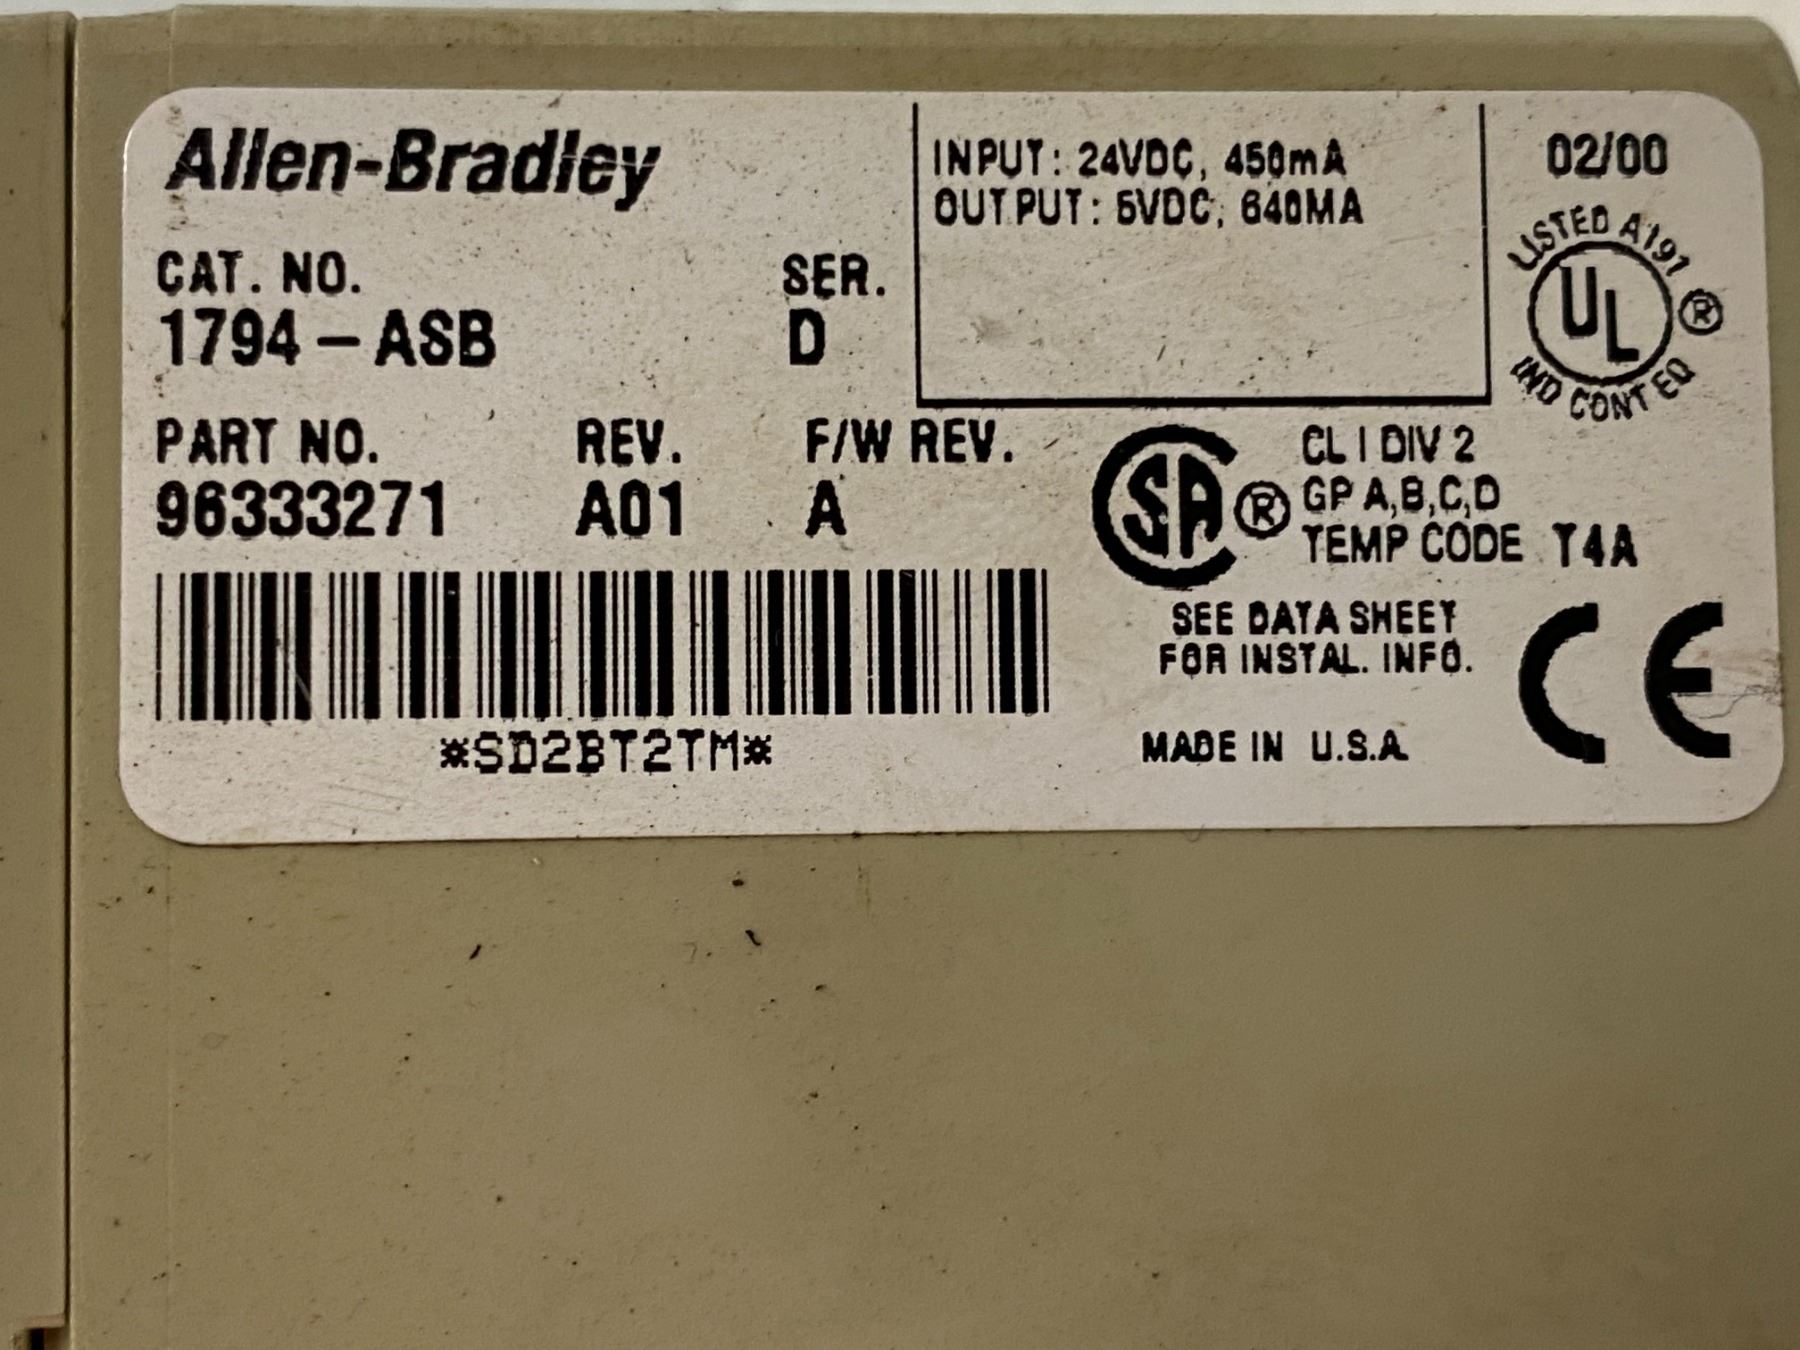 Allen-Bradley
CAT. NO. SER.
1794-ASB D
PART NO. REV. F/W REV.
96333271 A01 A
*SD2BT2TM*
INPUT: 24VDC, 450mA
OUTPUT: 5VDC, 640MA
02/00
LISTED A191
UL ®
IND CONT EQ
SA ®
CL I DIV 2
GP A,B,C,D
TEMP CODE T4A
SEE DATA SHEET
FOR INSTAL. INFO.
MADE IN U.S.A.
CE